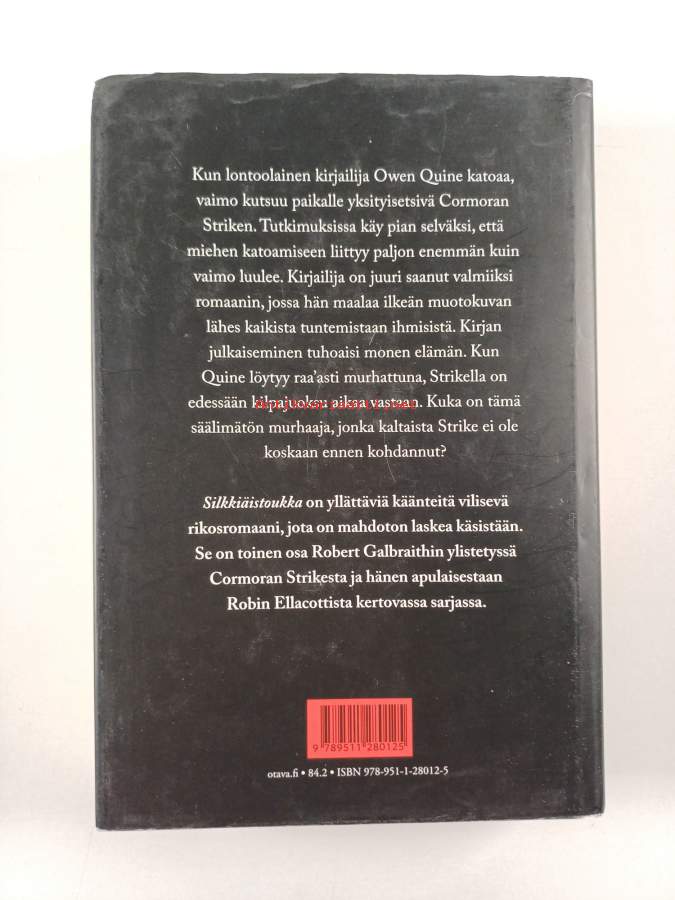 Kun lontoolainen kirjailija Owen Quine katoaa,
vaimo kutsuu paikalle yksityisetsivä Cormoran
Striken. Tutkimuksissa käy pian selväksi, että
miehen katoamiseen liittyy paljon enemmän kuin
vaimo luulee. Kirjailija on juuri saanut valmiiksi
romaanin, jossa hän maalaa ilkeän muotokuvan
lähes kaikista tuntemistaan ihmisistä. Kirjan
julkaiseminen tuhoaisi monen elämän. Kun
Quine löytyy raa'asti murhattuna, Strikella on
edessään kilpajuoksu aikaa vastaan. Kuka on tämä
säälimätön murhaaja, jonka kaltaista Strike ei ole
koskaan ennen kohdannut?
Silkkiäistoukka on yllättäviä käänteitä vilisevä
rikosromaani, jota on mahdoton laskea käsistään.
Se on toinen osa Robert Galbraithin ylistetyssä
Cormoran Strikesta ja hänen apulaisestaan
Robin Ellacottista kertovassa sarjassa.
9 789511 280125
otava.fi • 84.2 • ISBN 978-951-1-28012-5